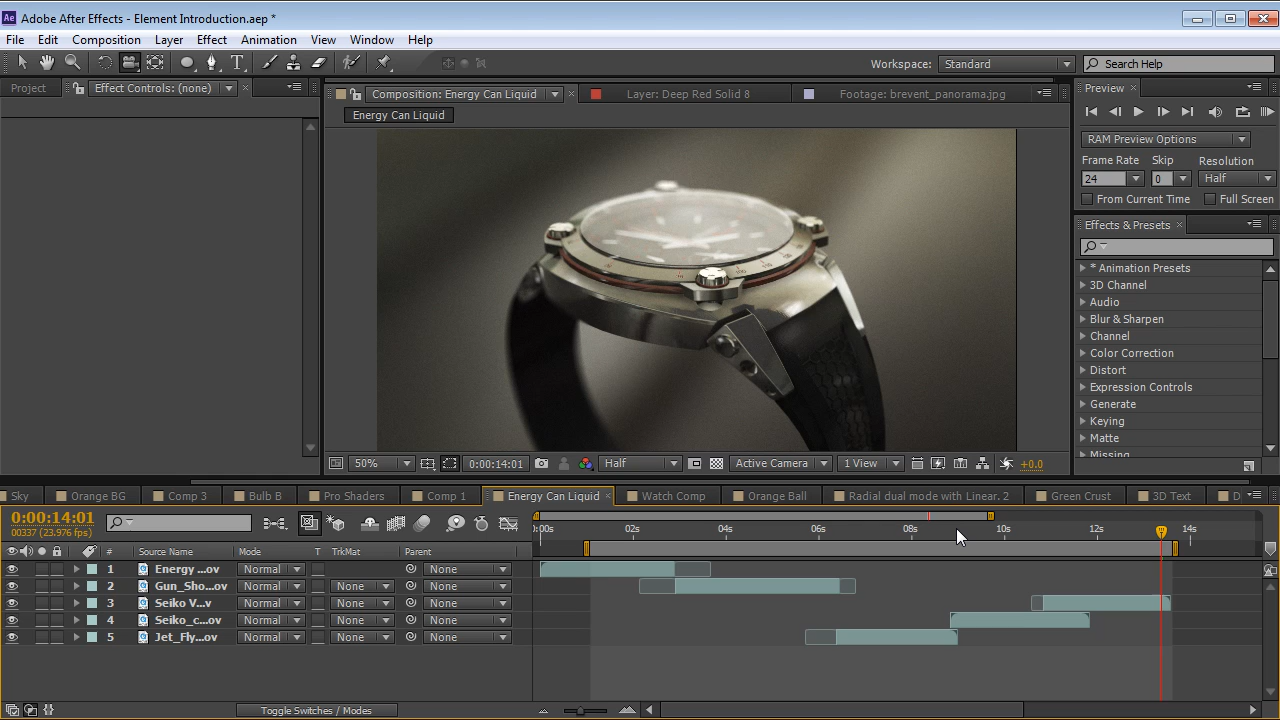 Ae Adobe After Effects - Element Introduction.aep *
File Edit Composition Layer Effect Animation View Window Help
Workspace: Standard Search Help
Project Effect Controls: (none) Composition: Energy Can Liquid Layer: Deep Red Solid 8 Footage: brevent_panorama.jpg Preview
Energy Can Liquid
RAM Preview Options
Frame Rate Skip Resolution
24 0 Half
From Current Time Full Screen
Effects & Presets
* Animation Presets
3D Channel
Audio
Blur & Sharpen
Channel
Color Correction
Distort
Expression Controls
Generate
Keying
Matte
Missing
50% 0:00:14:01 Half Active Camera 1 View +0.0
Sky Orange BG Comp 3 Bulb B Pro Shaders Comp 1 Energy Can Liquid Watch Comp Orange Ball Radial dual mode with Linear. 2 Green Crust 3D Text D
0:00:14:01
00337 (23.976 fps)
:00s 02s 04s 06s 08s 10s 12s 14s
# Source Name Mode T TrkMat Parent
1 Energy ...ov Normal None
2 Gun_Sho...ov Normal None None
3 Seiko V...v Normal None None
4 Seiko_c...ov Normal None None
5 Jet_Fly...ov Normal None None
Toggle Switches / Modes